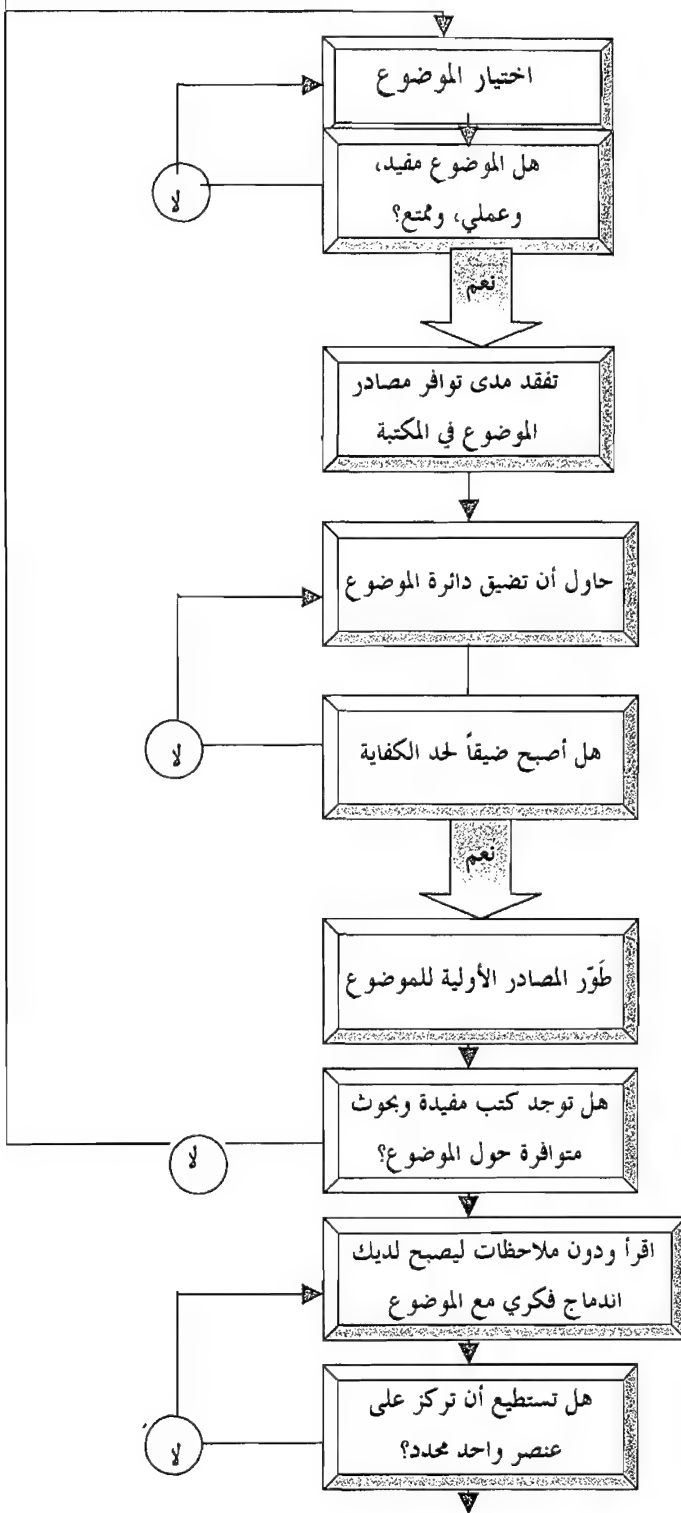 اختيار الموضوع
هل الموضوع مفيد،
وعملي، وممتع؟
لا
نعم
تفقد مدى توافر مصادر
الموضوع في المكتبة
حاول أن تضيق دائرة الموضوع
هل أصبح ضيقاً لحد الكفاية
لا
نعم
طَوّر المصادر الأولية للموضوع
هل توجد كتب مفيدة وبحوث
متوافرة حول الموضوع؟
لا
اقرأ ودون ملاحظات ليصبح لديك
اندماج فكري مع الموضوع
هل تستطيع أن تركز على
عنصر واحد محدد؟
لا